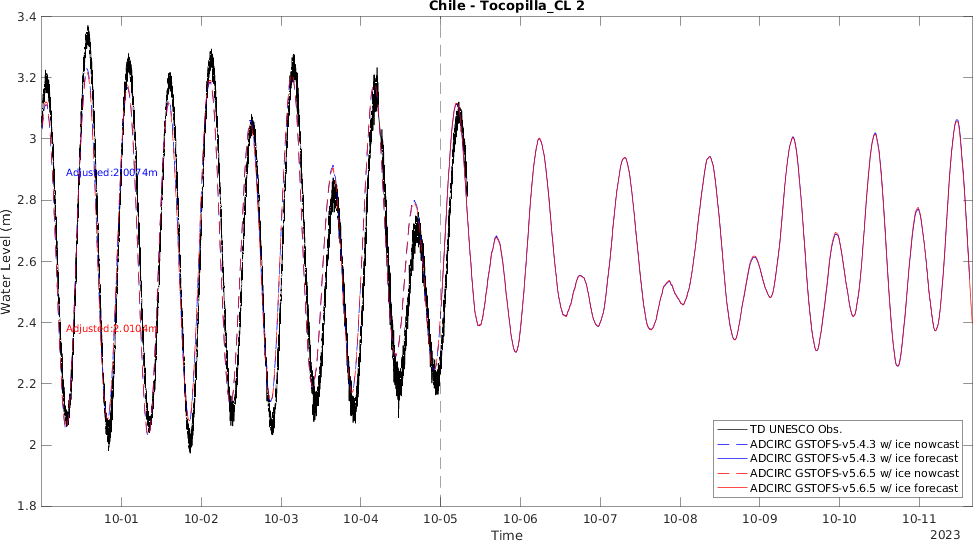 Chile - Tocopilla_CL 2
3.4
3.2
3
2.8
2.6
2.4
2.2
2
1.8
Water Level (m)
Adjusted:2.0074m
Adjusted:2.0104m
TD UNESCO Obs.
ADCIRC GSTOFS-v5.4.3 w/ ice nowcast
ADCIRC GSTOFS-v5.4.3 w/ ice forecast
ADCIRC GSTOFS-v5.6.5 w/ ice nowcast
ADCIRC GSTOFS-v5.6.5 w/ ice forecast
10-01 10-02 10-03 10-04 10-05 10-06 10-07 10-08 10-09 10-10 10-11
Time
2023